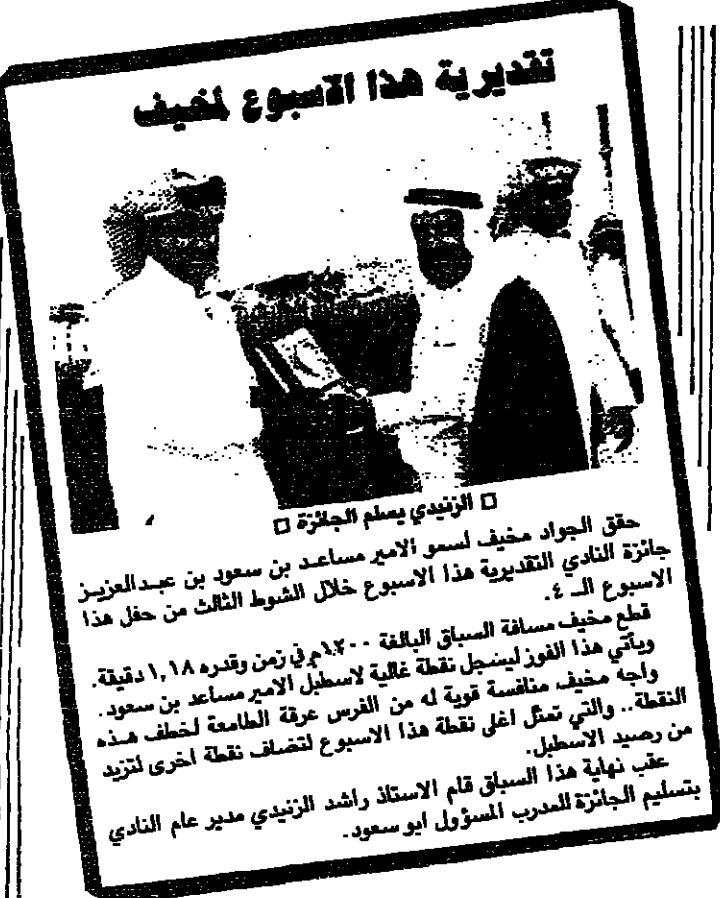 تقديرية هذا الاسبوع لمخيف
□ الزنيدي يسلم الجائزة □
حقق الجواد مخيف لسمو الامير مساعد بن سعود بن عبدالعزيز
جائزة النادي التقديرية هذا الاسبوع خلال الشوط الثالث من حفل هذا
الاسبوع الـ ٤.
قطع مخيف مسافة السباق البالغة ١٢٠٠م في زمن وقدره ١,١٨ دقيقة.
ويأتي هذا الفوز ليسجل نقطة غالية لاسطبل الامير مساعد بن سعود.
واجه مخيف منافسة قوية له من الفرس عرقة الطامعة لخطف هذه
النقطة.. والتي تمثل اغلى نقطة هذا الاسبوع لتضاف نقطة اخرى لتزيد
من رصيد الاسطبل.
عقب نهاية هذا السباق قام الاستاذ راشد الزنيدي مدير عام النادي
بتسليم الجائزة للمدرب المسؤول ابو سعود.